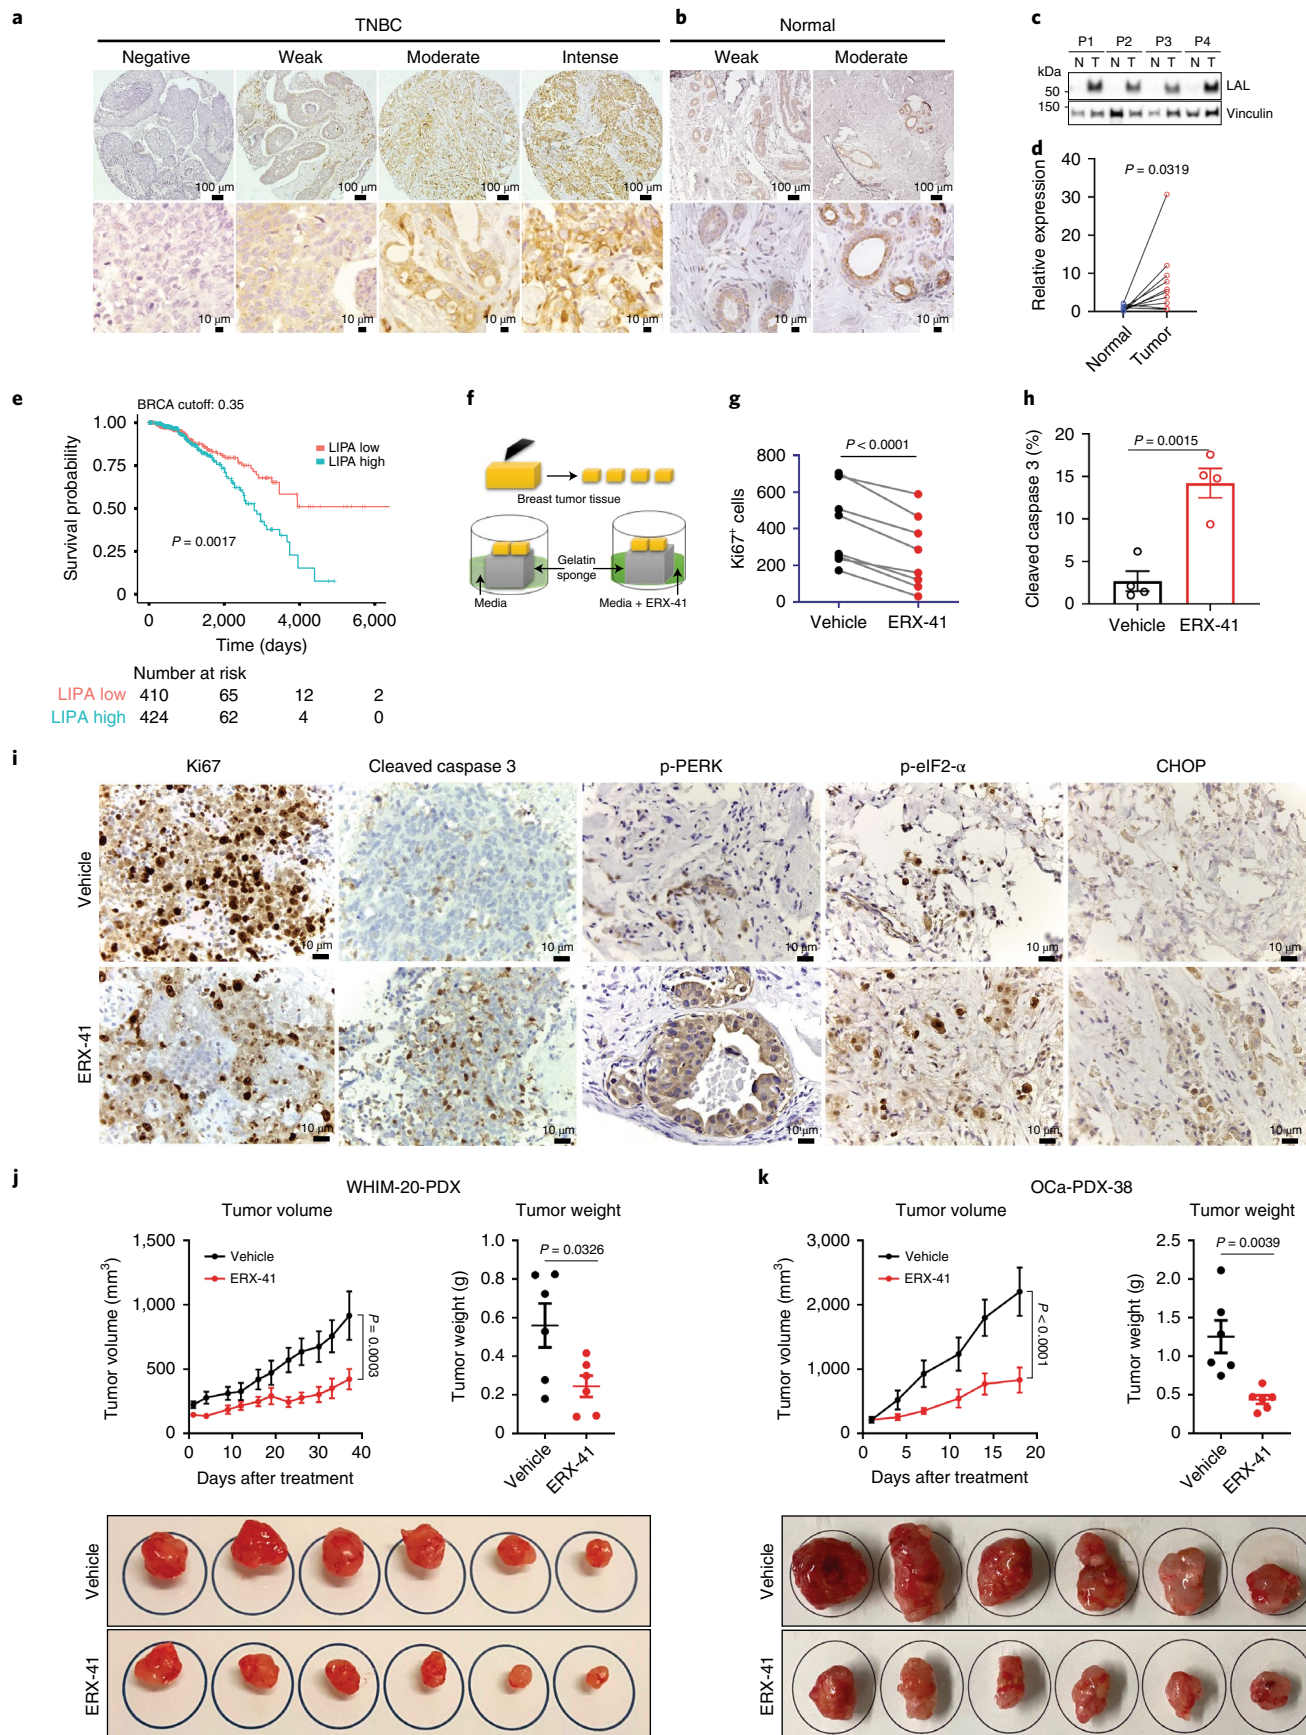 a
TNBC
Negative Weak Moderate Intense
100 µm 100 µm 100 µm 100 µm
10 µm 10 µm 10 µm 10 µm
b
Normal
Weak Moderate
100 µm 100 µm
10 µm 10 µm
c
P1 P2 P3 P4
N T N T N T N T
kDa
50
150
LAL
Vinculin
d
P = 0.0319
Relative expression
40
30
20
10
0
Normal Tumor
e
BRCA cutoff: 0.35
LIPA low
LIPA high
Survival probability
1.00
0.75
0.50
0.25
0
P = 0.0017
0 2,000 4,000 6,000
Time (days)
Number at risk
LIPA low 410 65 12 2
LIPA high 424 62 4 0
f
Breast tumor tissue
Gelatin
sponge
Media
Media + ERX-41
g
P < 0.0001
Ki67+ cells
800
600
400
200
0
Vehicle ERX-41
h
P = 0.0015
Cleaved caspase 3 (%)
20
15
10
5
0
Vehicle ERX-41
i
Ki67 Cleaved caspase 3 p-PERK p-eIF2-α CHOP
Vehicle
10 µm 10 µm 10 µm 10 µm 10 µm
ERX-41
10 µm 10 µm 10 µm 10 µm 10 µm
j
WHIM-20-PDX
Tumor volume
Vehicle
ERX-41
Tumor volume (mm3)
1,500
1,000
500
0
P = 0.0003
0 10 20 30 40
Days after treatment
Tumor weight
P = 0.0326
Tumor weight (g)
1.0
0.8
0.6
0.4
0.2
0
Vehicle ERX-41
Vehicle
ERX-41
k
OCa-PDX-38
Tumor volume
Vehicle
ERX-41
Tumor volume (mm3)
3,000
2,000
1,000
0
P < 0.0001
0 5 10 15 20
Days after treatment
Tumor weight
P = 0.0039
Tumor weight (g)
2.5
2.0
1.5
1.0
0.5
0
Vehicle ERX-41
Vehicle
ERX-41